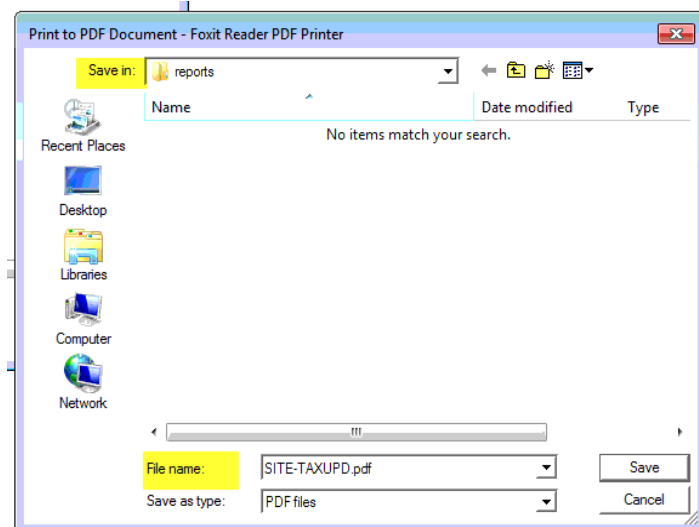 Print to PDF Document - Foxit Reader PDF Printer
Save in: reports
Name Date modified Type
No items match your search.
Recent Places
Desktop
Libraries
Computer
Network
File name: SITE-TAXUPD.pdf Save
Save as type: PDF files Cancel